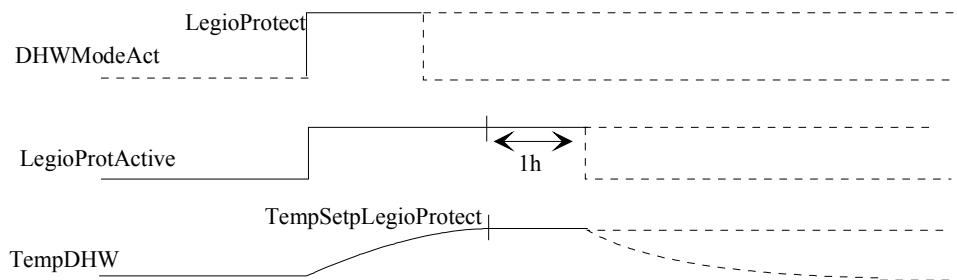 LegioProtect
DHWModeAct
LegioProtActive
1h
TempSetpLegioProtect
TempDHW